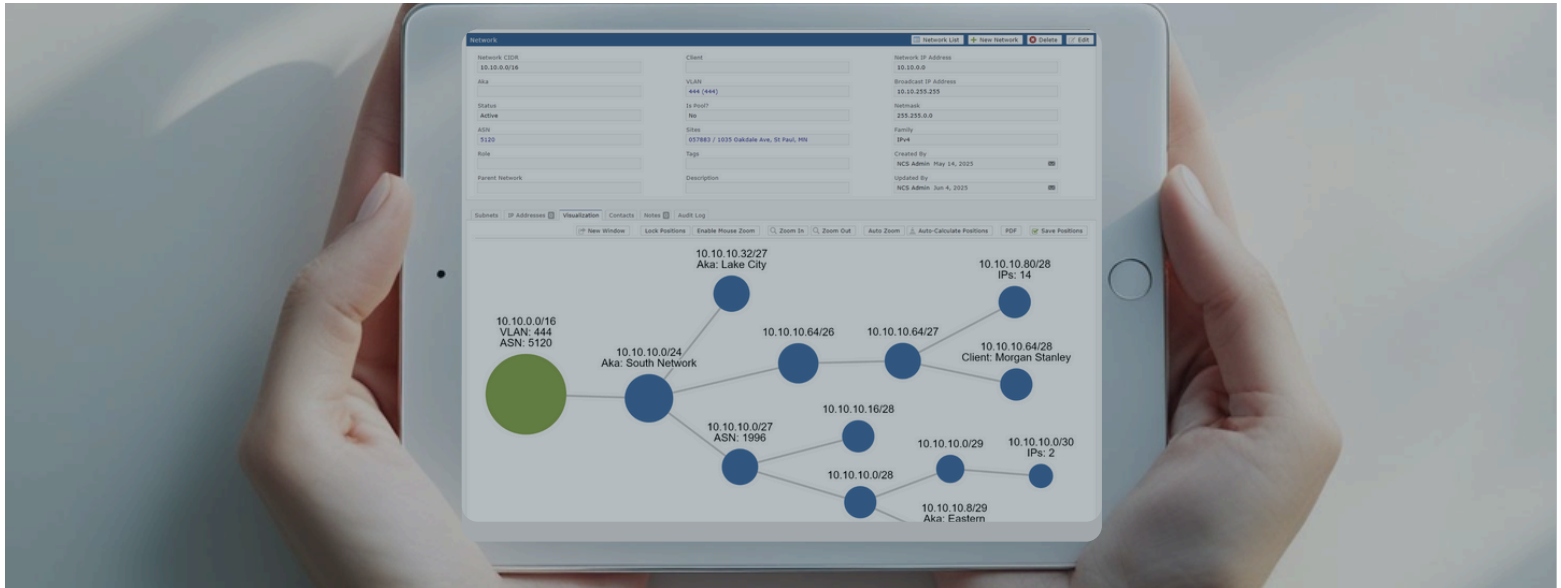 Network
Network List
New Network
Delete
Edit
Network CIDR
10.10.0.0/16
Client
Network IP Address
10.10.0.0
Aka
VLAN
444 (444)
Broadcast IP Address
10.10.255.255
Status
Active
Is Pool?
No
Netmask
255.255.0.0
ASN
5120
Sites
057883 / 1035 Oakdale Ave, St Paul, MN
Family
IPv4
Role
Tags
Created By
NCS Admin May 14, 2025
Parent Network
Description
Updated By
NCS Admin Jun 4, 2025
Subnets
IP Addresses
Visualization
Contacts
Notes
Audit Log
New Window
Lock Positions
Enable Mouse Zoom
Zoom In
Zoom Out
Auto Zoom
Auto-Calculate Positions
PDF
Save Positions
10.10.10.32/27
Aka: Lake City
10.10.10.80/28
IPs: 14
10.10.0.0/16
VLAN: 444
ASN: 5120
10.10.10.64/26
10.10.10.64/27
10.10.10.0/24
Aka: South Network
10.10.10.64/28
Client: Morgan Stanley
10.10.10.16/28
10.10.10.0/27
ASN: 1996
10.10.10.0/29
10.10.10.0/30
IPs: 2
10.10.10.0/28
10.10.10.8/29
Aka: Eastern